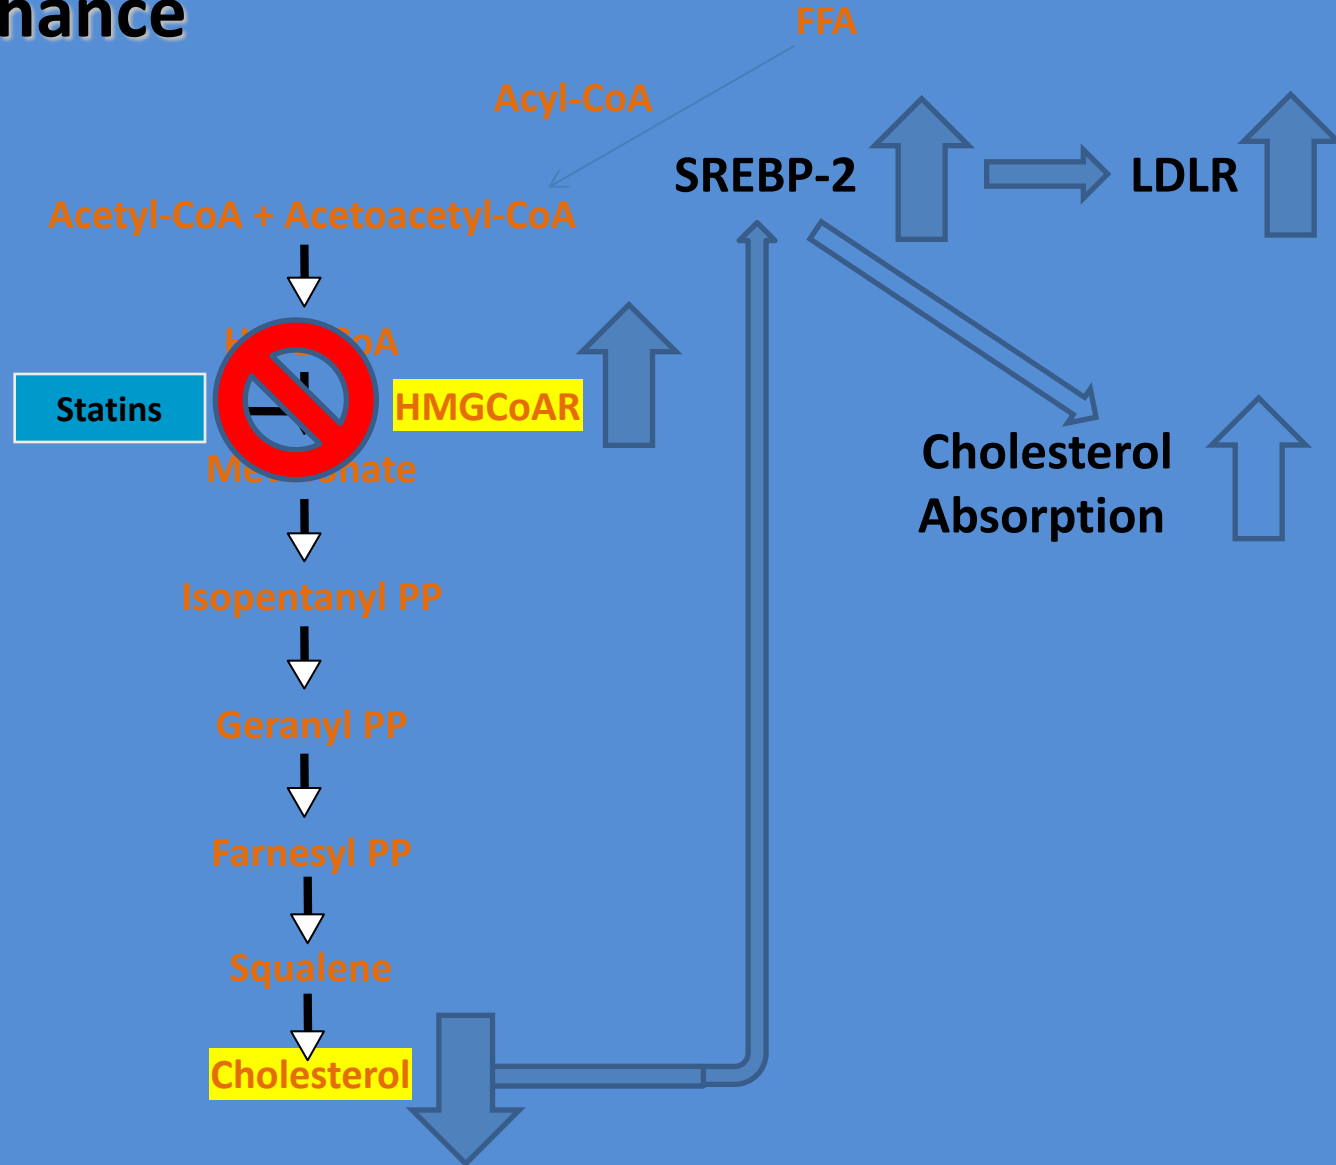 nance
FFA
Acyl-CoA
SREBP-2
LDLR
Acetyl-CoA + Acetoacetyl-CoA
Statins
HMGCoAR
Cholesterol
Absorption
Isopentanyl PP
Geranyl PP
Farnesyl PP
Squalene
Cholesterol